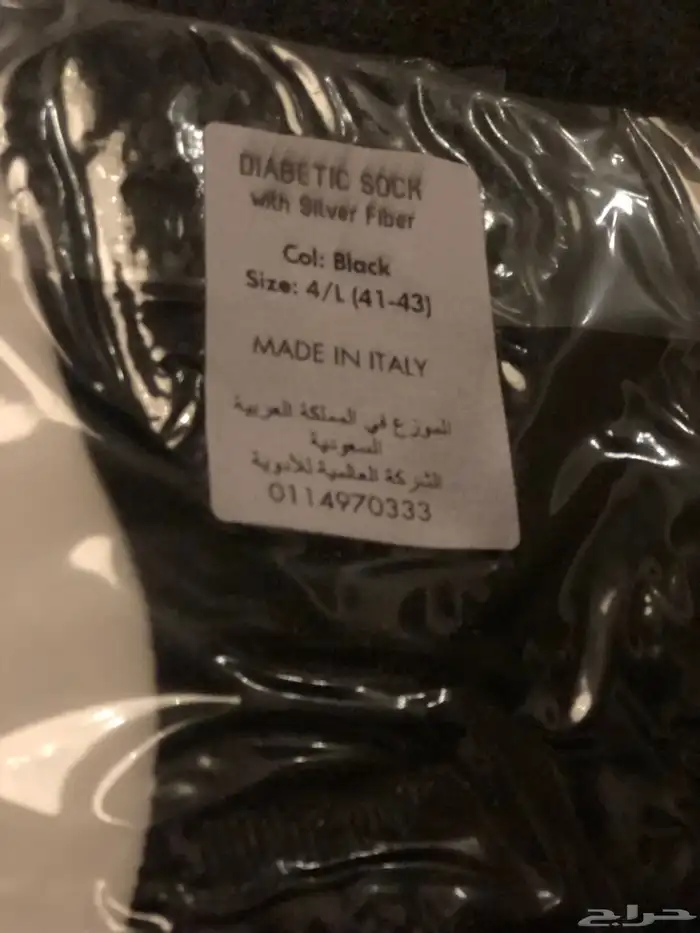 DIABETIC SOCK
with Silver Fiber
Col: Black
Size: 4/L (41-43)
MADE IN ITALY
الموزع في المملكة العربية
السعودية
الشركة العالمية للأدوية
0114970333
حراج